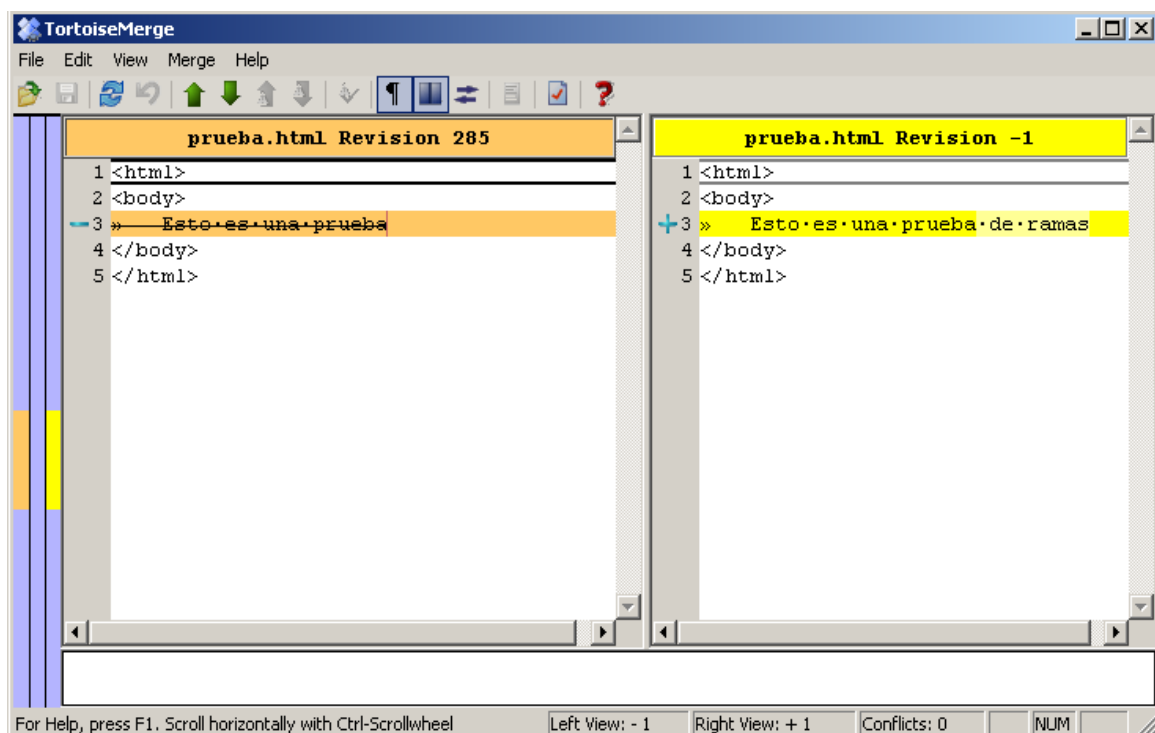 TortoiseMerge
File Edit View Merge Help
prueba.html Revision 285
1 <html>
2 <body>
3 »   Esto·es·una·prueba
4 </body>
5 </html>
prueba.html Revision -1
1 <html>
2 <body>
3 »   Esto·es·una·prueba·de·ramas
4 </body>
5 </html>
For Help, press F1. Scroll horizontally with Ctrl-Scrollwheel Left View: - 1 Right View: + 1 Conflicts: 0 NUM